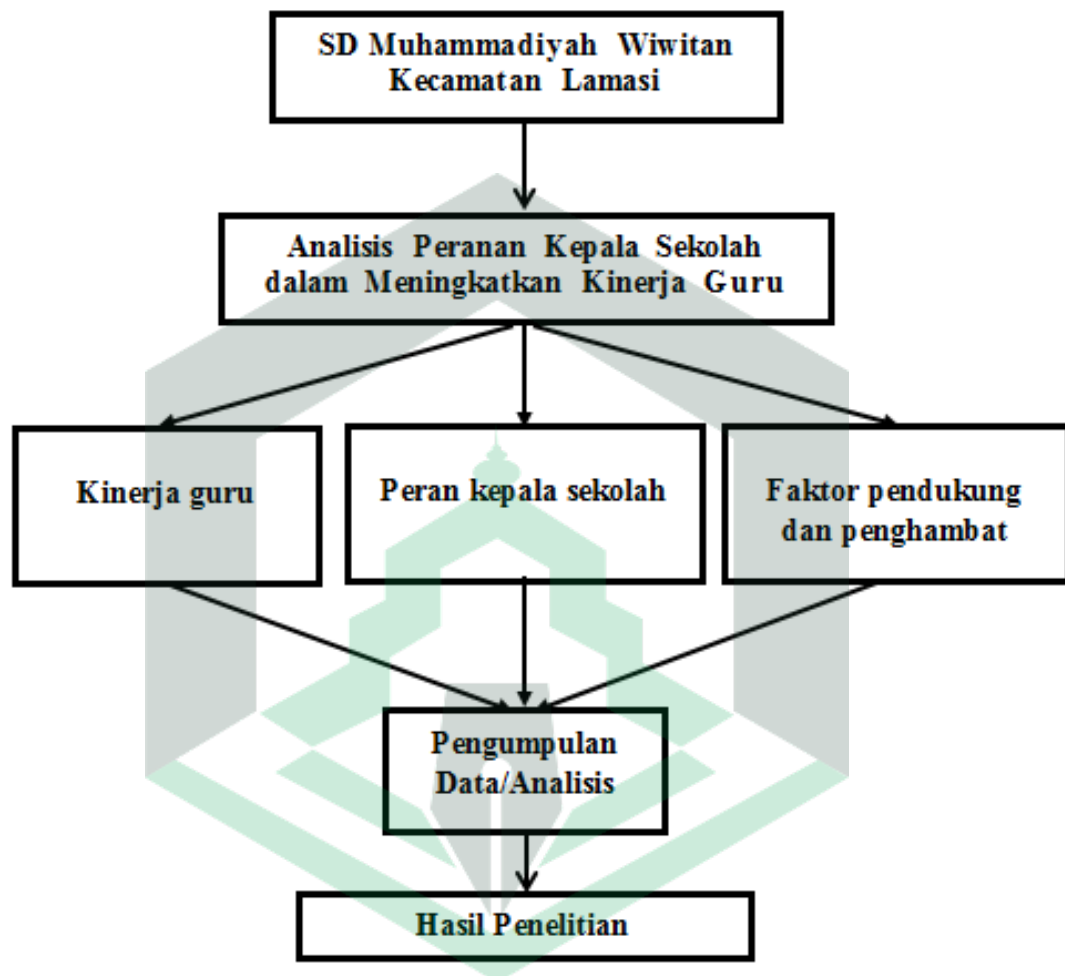 SD Muhammadiyah Wiwitan
Kecamatan Lamasi
Analisis Peranan Kepala Sekolah
dalam Meningkatkan Kinerja Guru
Kinerja guru
Peran kepala sekolah
Faktor pendukung
dan penghambat
Pengumpulan
Data/Analisis
Hasil Penelitian